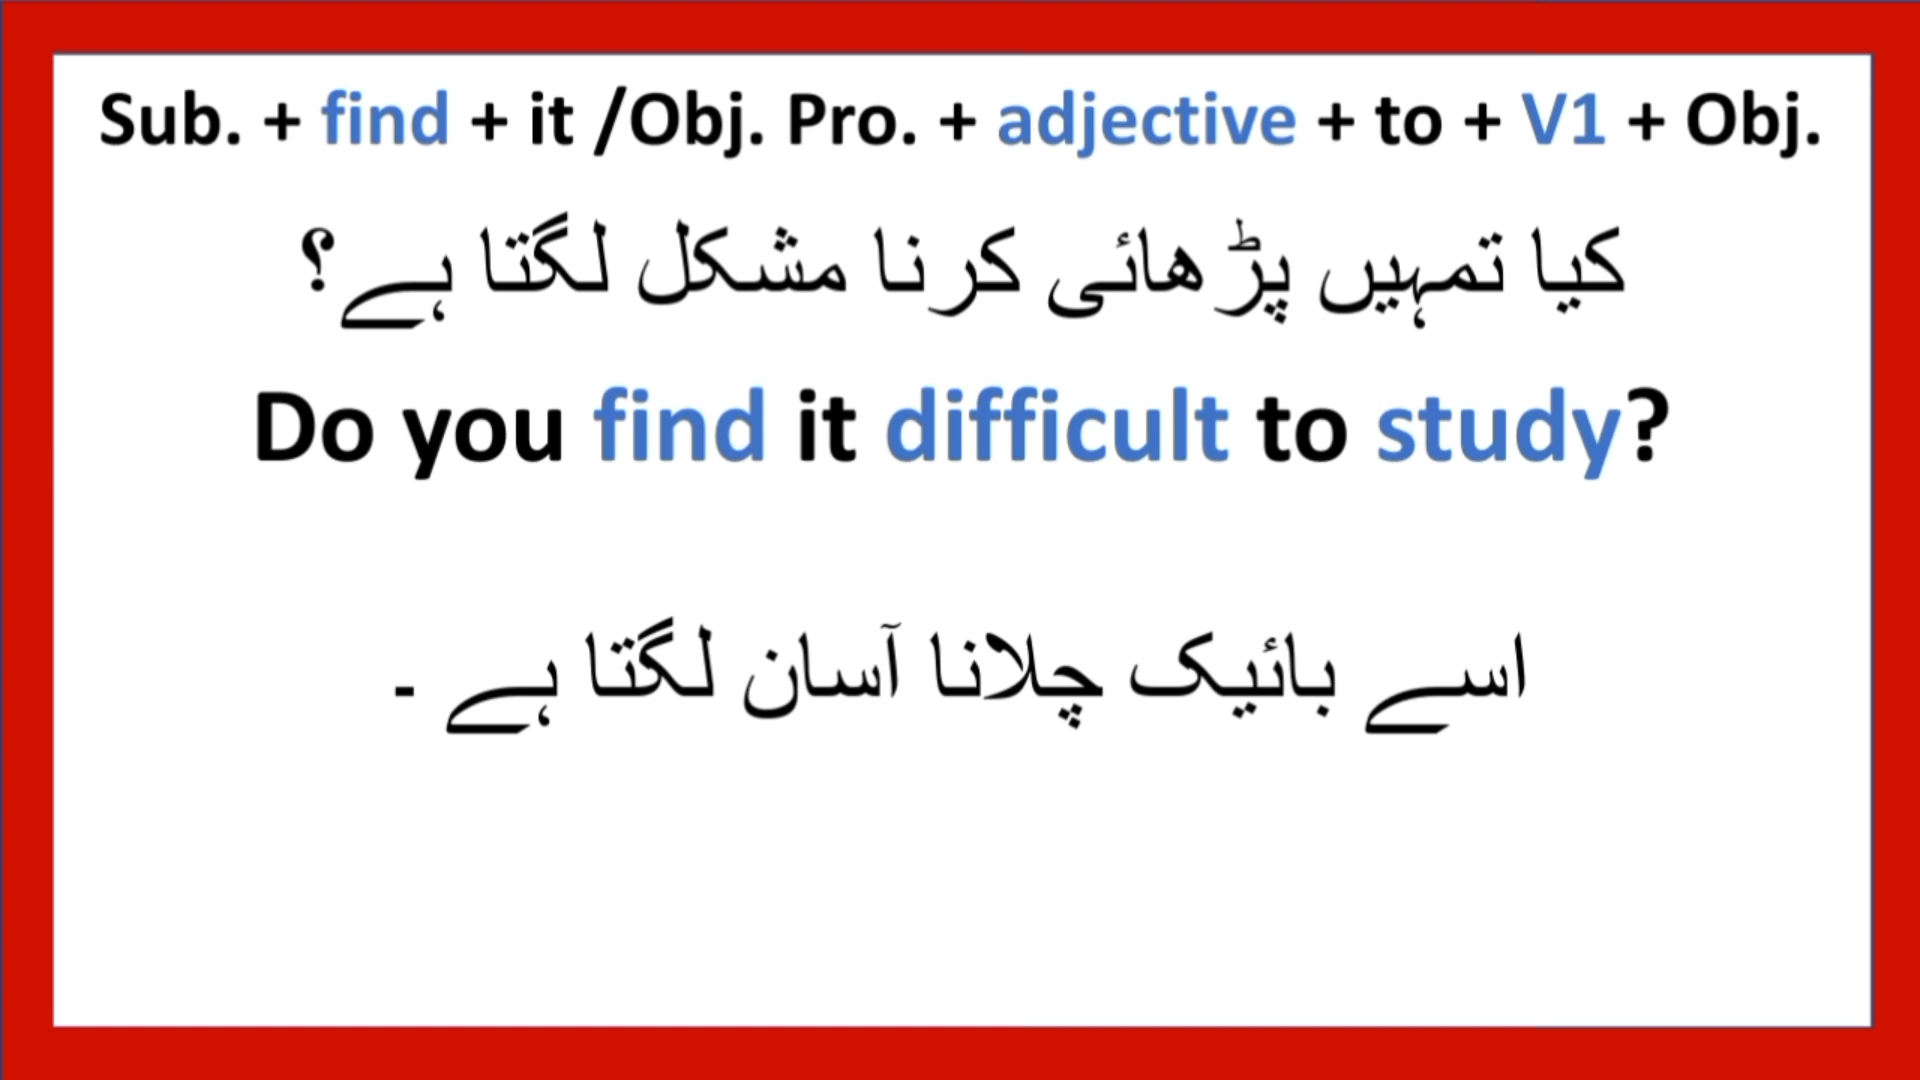 Sub. + find + it /Obj. Pro. + adjective + to + V1 + Obj.
کیا تمہیں پڑھائی کرنا مشکل لگتا ہے؟
Do you find it difficult to study?
اسے بائیک چلانا آسان لگتا ہے ۔